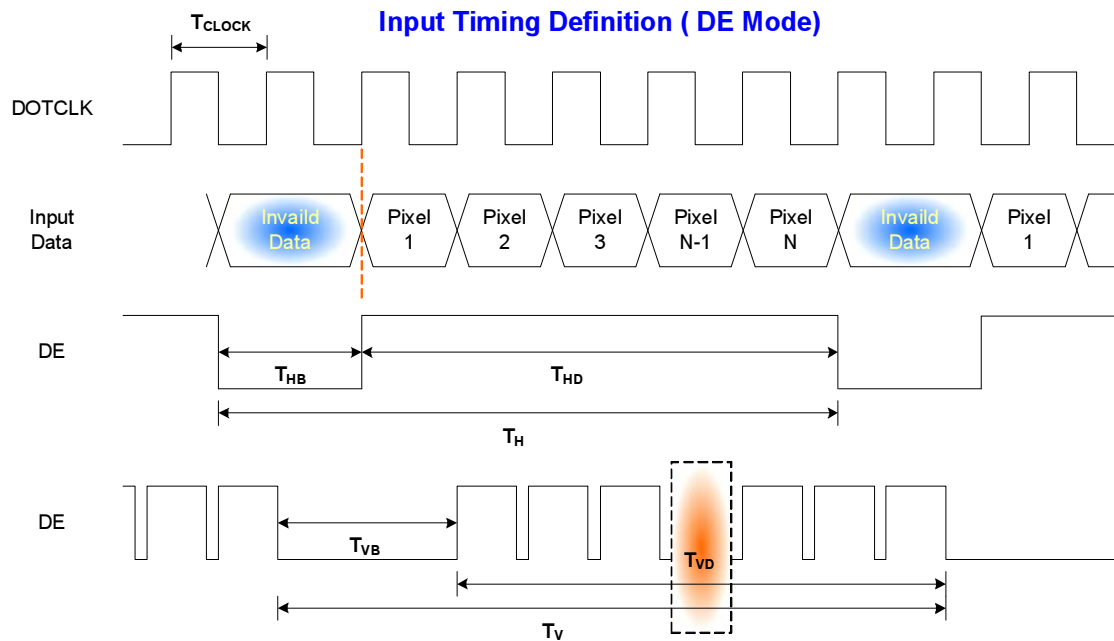 Input Timing Definition ( DE Mode)
TCLOCK
DOTCLK
Input
Data
Invaild
Data
Pixel
1
Pixel
2
Pixel
3
Pixel
N-1
Pixel
N
Invaild
Data
Pixel
1
DE
THB
THD
TH
DE
TVB
TVD
TV